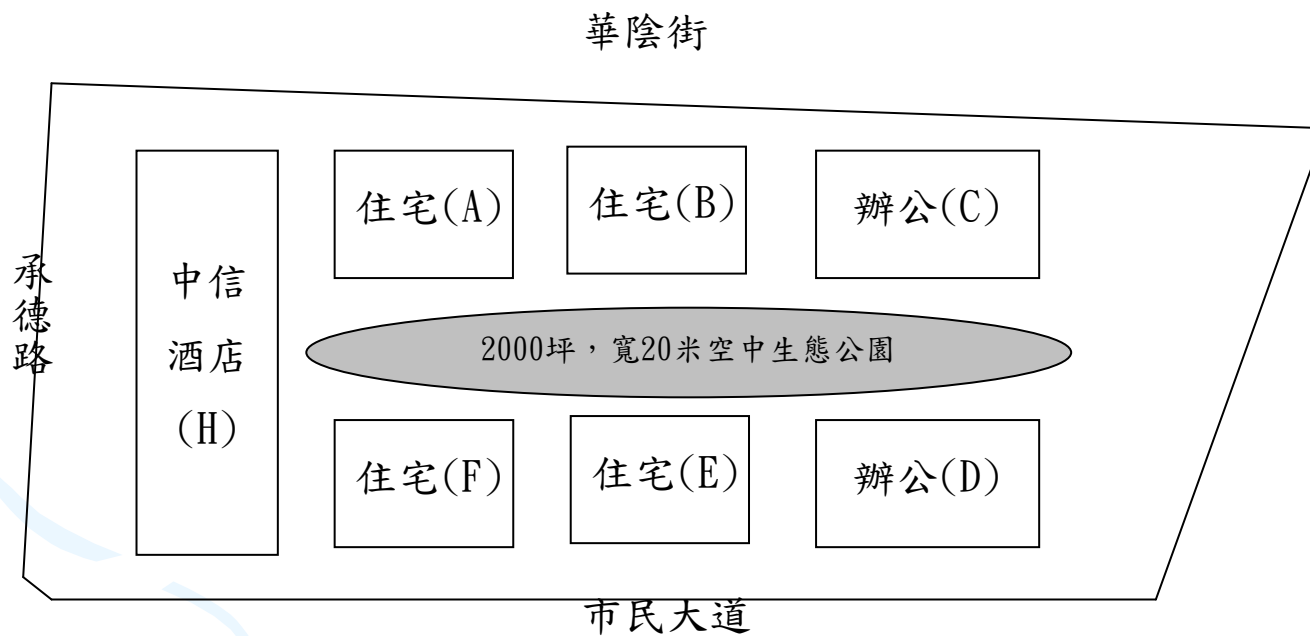 華陰街
住宅(A)
住宅(B)
辦公(C)
承德路
中信
酒店
(H)
2000坪，寬20米空中生態公園
住宅(F)
住宅(E)
辦公(D)
市民大道